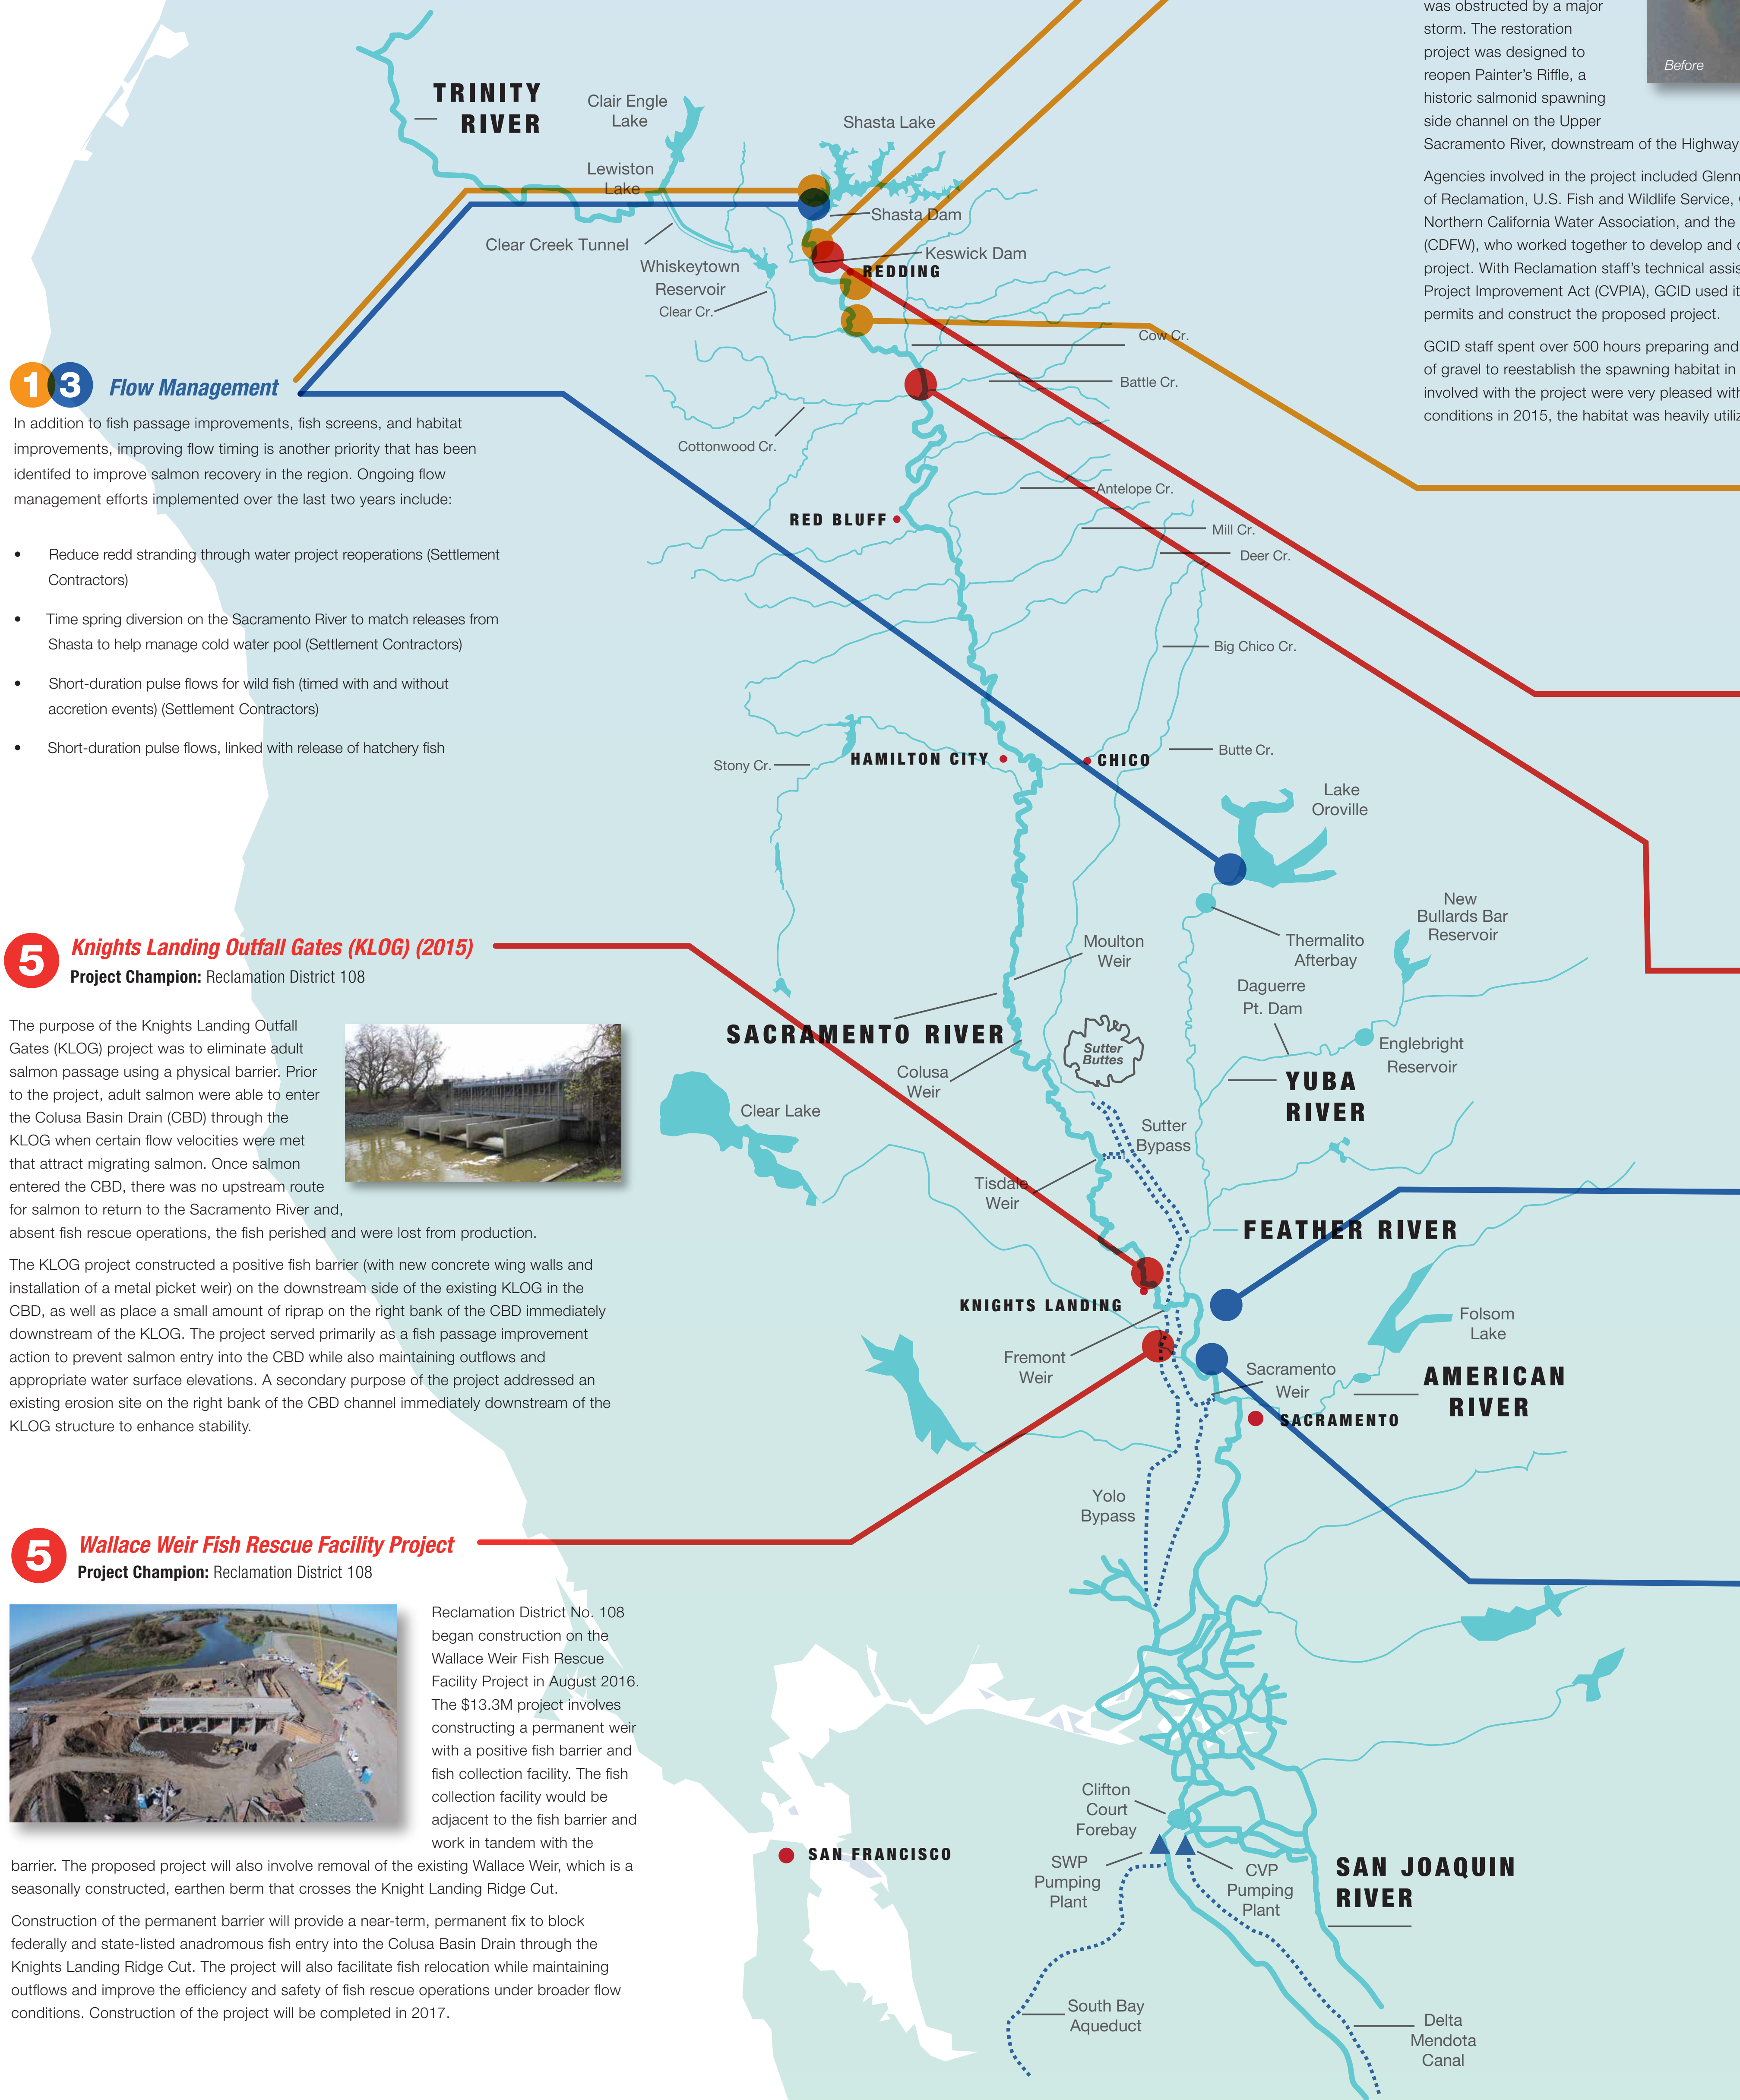 was obstructed by a major
storm. The restoration
project was designed to
reopen Painter's Riffle, a
historic salmonid spawning
side channel on the Upper
Sacramento River, downstream of the Highway
Before
Agencies involved in the project included Glenn
of Reclamation, U.S. Fish and Wildlife Service,
Northern California Water Association, and the
(CDFW), who worked together to develop and
project. With Reclamation staff's technical assis
Project Improvement Act (CVPIA), GCID used it
permits and construct the proposed project.
GCID staff spent over 500 hours preparing and
of gravel to reestablish the spawning habitat in
involved with the project were very pleased with
conditions in 2015, the habitat was heavily utiliz
TRINITY
RIVER
Clair Engle
Lake
Shasta Lake
Lewiston
Lake
Shasta Dam
Clear Creek Tunnel
Keswick Dam
Whiskeytown
Reservoir
REDDING
Clear Cr.
Cow Cr.
Battle Cr.
Cottonwood Cr.
Antelope Cr.
RED BLUFF
Mill Cr.
Deer Cr.
Big Chico Cr.
Butte Cr.
Stony Cr.
HAMILTON CITY
CHICO
Lake
Oroville
New
Bullards Bar
Reservoir
Moulton
Weir
Thermalito
Afterbay
Daguerre
Pt. Dam
SACRAMENTO RIVER
Sutter
Buttes
Englebright
Reservoir
Colusa
Weir
YUBA
RIVER
Clear Lake
Sutter
Bypass
Tisdale
Weir
FEATHER RIVER
KNIGHTS LANDING
Folsom
Lake
Fremont
Weir
Sacramento
Weir
AMERICAN
RIVER
SACRAMENTO
Yolo
Bypass
Clifton
Court
Forebay
SAN FRANCISCO
SWP
Pumping
Plant
CVP
Pumping
Plant
SAN JOAQUIN
RIVER
South Bay
Aqueduct
Delta
Mendota
Canal
1 3 Flow Management
In addition to fish passage improvements, fish screens, and habitat
improvements, improving flow timing is another priority that has been
identifed to improve salmon recovery in the region. Ongoing flow
management efforts implemented over the last two years include:
• Reduce redd stranding through water project reoperations (Settlement
Contractors)
• Time spring diversion on the Sacramento River to match releases from
Shasta to help manage cold water pool (Settlement Contractors)
• Short-duration pulse flows for wild fish (timed with and without
accretion events) (Settlement Contractors)
• Short-duration pulse flows, linked with release of hatchery fish
5 Knights Landing Outfall Gates (KLOG) (2015)
Project Champion: Reclamation District 108
The purpose of the Knights Landing Outfall
Gates (KLOG) project was to eliminate adult
salmon passage using a physical barrier. Prior
to the project, adult salmon were able to enter
the Colusa Basin Drain (CBD) through the
KLOG when certain flow velocities were met
that attract migrating salmon. Once salmon
entered the CBD, there was no upstream route
for salmon to return to the Sacramento River and,
absent fish rescue operations, the fish perished and were lost from production.
The KLOG project constructed a positive fish barrier (with new concrete wing walls and
installation of a metal picket weir) on the downstream side of the existing KLOG in the
CBD, as well as place a small amount of riprap on the right bank of the CBD immediately
downstream of the KLOG. The project served primarily as a fish passage improvement
action to prevent salmon entry into the CBD while also maintaining outflows and
appropriate water surface elevations. A secondary purpose of the project addressed an
existing erosion site on the right bank of the CBD channel immediately downstream of the
KLOG structure to enhance stability.
5 Wallace Weir Fish Rescue Facility Project
Project Champion: Reclamation District 108
Reclamation District No. 108
began construction on the
Wallace Weir Fish Rescue
Facility Project in August 2016.
The $13.3M project involves
constructing a permanent weir
with a positive fish barrier and
fish collection facility. The fish
collection facility would be
adjacent to the fish barrier and
work in tandem with the
barrier. The proposed project will also involve removal of the existing Wallace Weir, which is a
seasonally constructed, earthen berm that crosses the Knight Landing Ridge Cut.
Construction of the permanent barrier will provide a near-term, permanent fix to block
federally and state-listed anadromous fish entry into the Colusa Basin Drain through the
Knights Landing Ridge Cut. The project will also facilitate fish relocation while maintaining
outflows and improve the efficiency and safety of fish rescue operations under broader flow
conditions. Construction of the project will be completed in 2017.